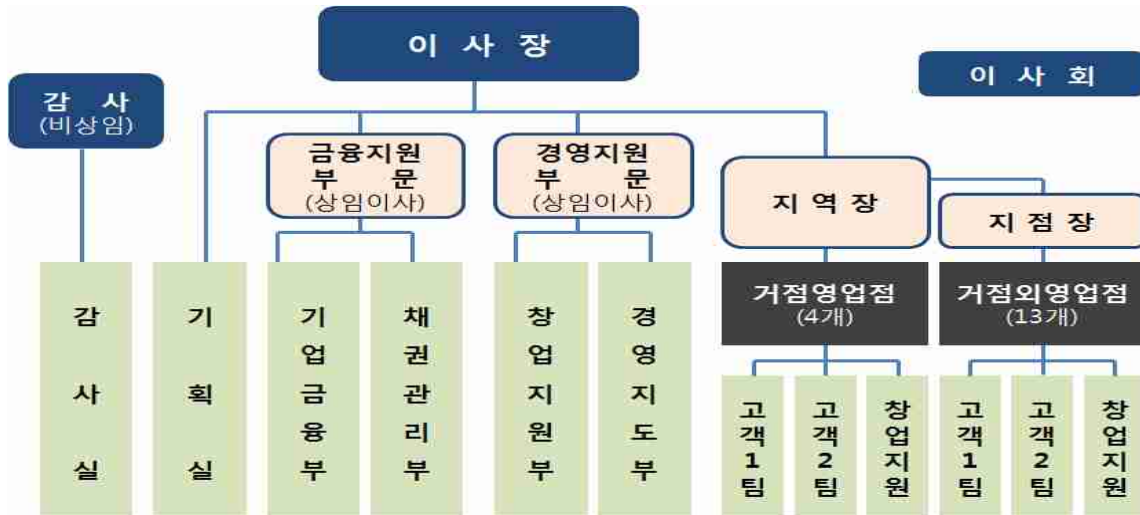 이 사 장
이 사 회
감 사
(비상임)
금융지원
부 문
(상임이사)
경영지원
부 문
(상임이사)
지 역 장
지 점 장
감사실
기획실
기업금융부
채권관리부
창업지원부
경영지도부
거점영업점
(4개)
거점외영업점
(13개)
고객1팀
고객2팀
창업지원
고객1팀
고객2팀
창업지원